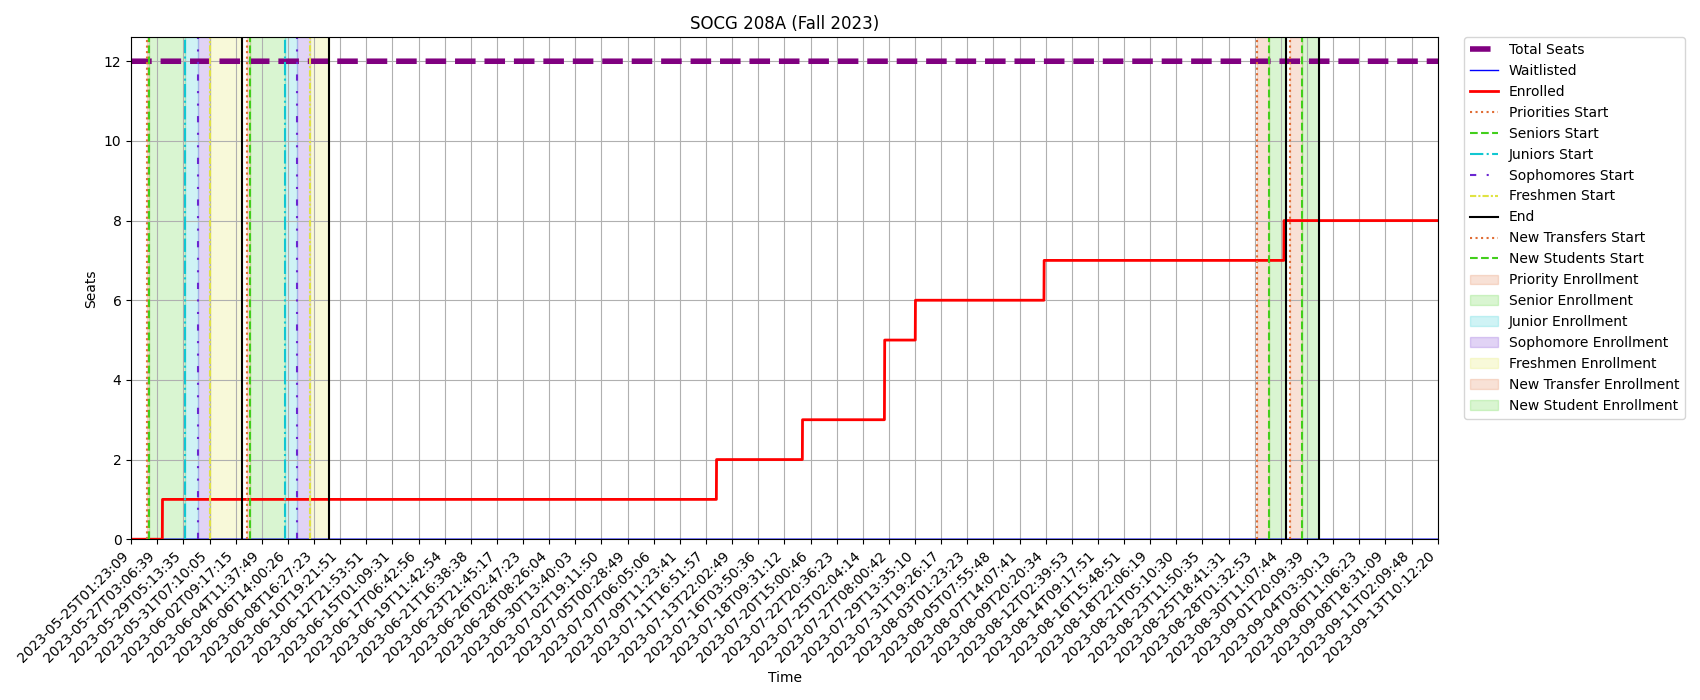 SOCG 208A (Fall 2023)
12
10
8
6
4
2
0
Seats
Total Seats
Waitlisted
Enrolled
Priorities Start
Seniors Start
Juniors Start
Sophomores Start
Freshmen Start
End
New Transfers Start
New Students Start
Priority Enrollment
Senior Enrollment
Junior Enrollment
Sophomore Enrollment
Freshmen Enrollment
New Transfer Enrollment
New Student Enrollment
2023-05-25T01:23:09
2023-05-27T03:06:39
2023-05-29T05:13:35
2023-05-31T07:10:05
2023-06-02T09:17:15
2023-06-04T11:37:49
2023-06-06T14:00:26
2023-06-08T16:27:23
2023-06-10T19:21:51
2023-06-12T21:53:51
2023-06-15T01:09:31
2023-06-17T06:42:56
2023-06-19T11:42:54
2023-06-21T16:38:38
2023-06-23T21:45:17
2023-06-26T02:47:23
2023-06-28T08:26:04
2023-06-30T13:40:03
2023-07-02T19:11:50
2023-07-05T00:28:49
2023-07-07T06:05:06
2023-07-09T11:23:41
2023-07-11T16:51:57
2023-07-13T22:02:49
2023-07-16T03:50:36
2023-07-18T09:31:12
2023-07-20T15:00:46
2023-07-22T20:36:23
2023-07-25T02:04:14
2023-07-27T08:00:42
2023-07-29T13:35:10
2023-07-31T19:26:17
2023-08-03T01:23:23
2023-08-05T07:55:48
2023-08-07T14:07:41
2023-08-09T20:20:34
2023-08-12T02:39:53
2023-08-14T09:17:51
2023-08-16T15:48:51
2023-08-18T22:06:19
2023-08-21T05:10:30
2023-08-23T11:50:35
2023-08-25T18:41:31
2023-08-28T01:32:53
2023-08-30T11:07:44
2023-09-01T20:09:39
2023-09-04T03:30:13
2023-09-06T11:06:23
2023-09-08T18:31:09
2023-09-11T02:09:48
2023-09-13T10:12:20
Time